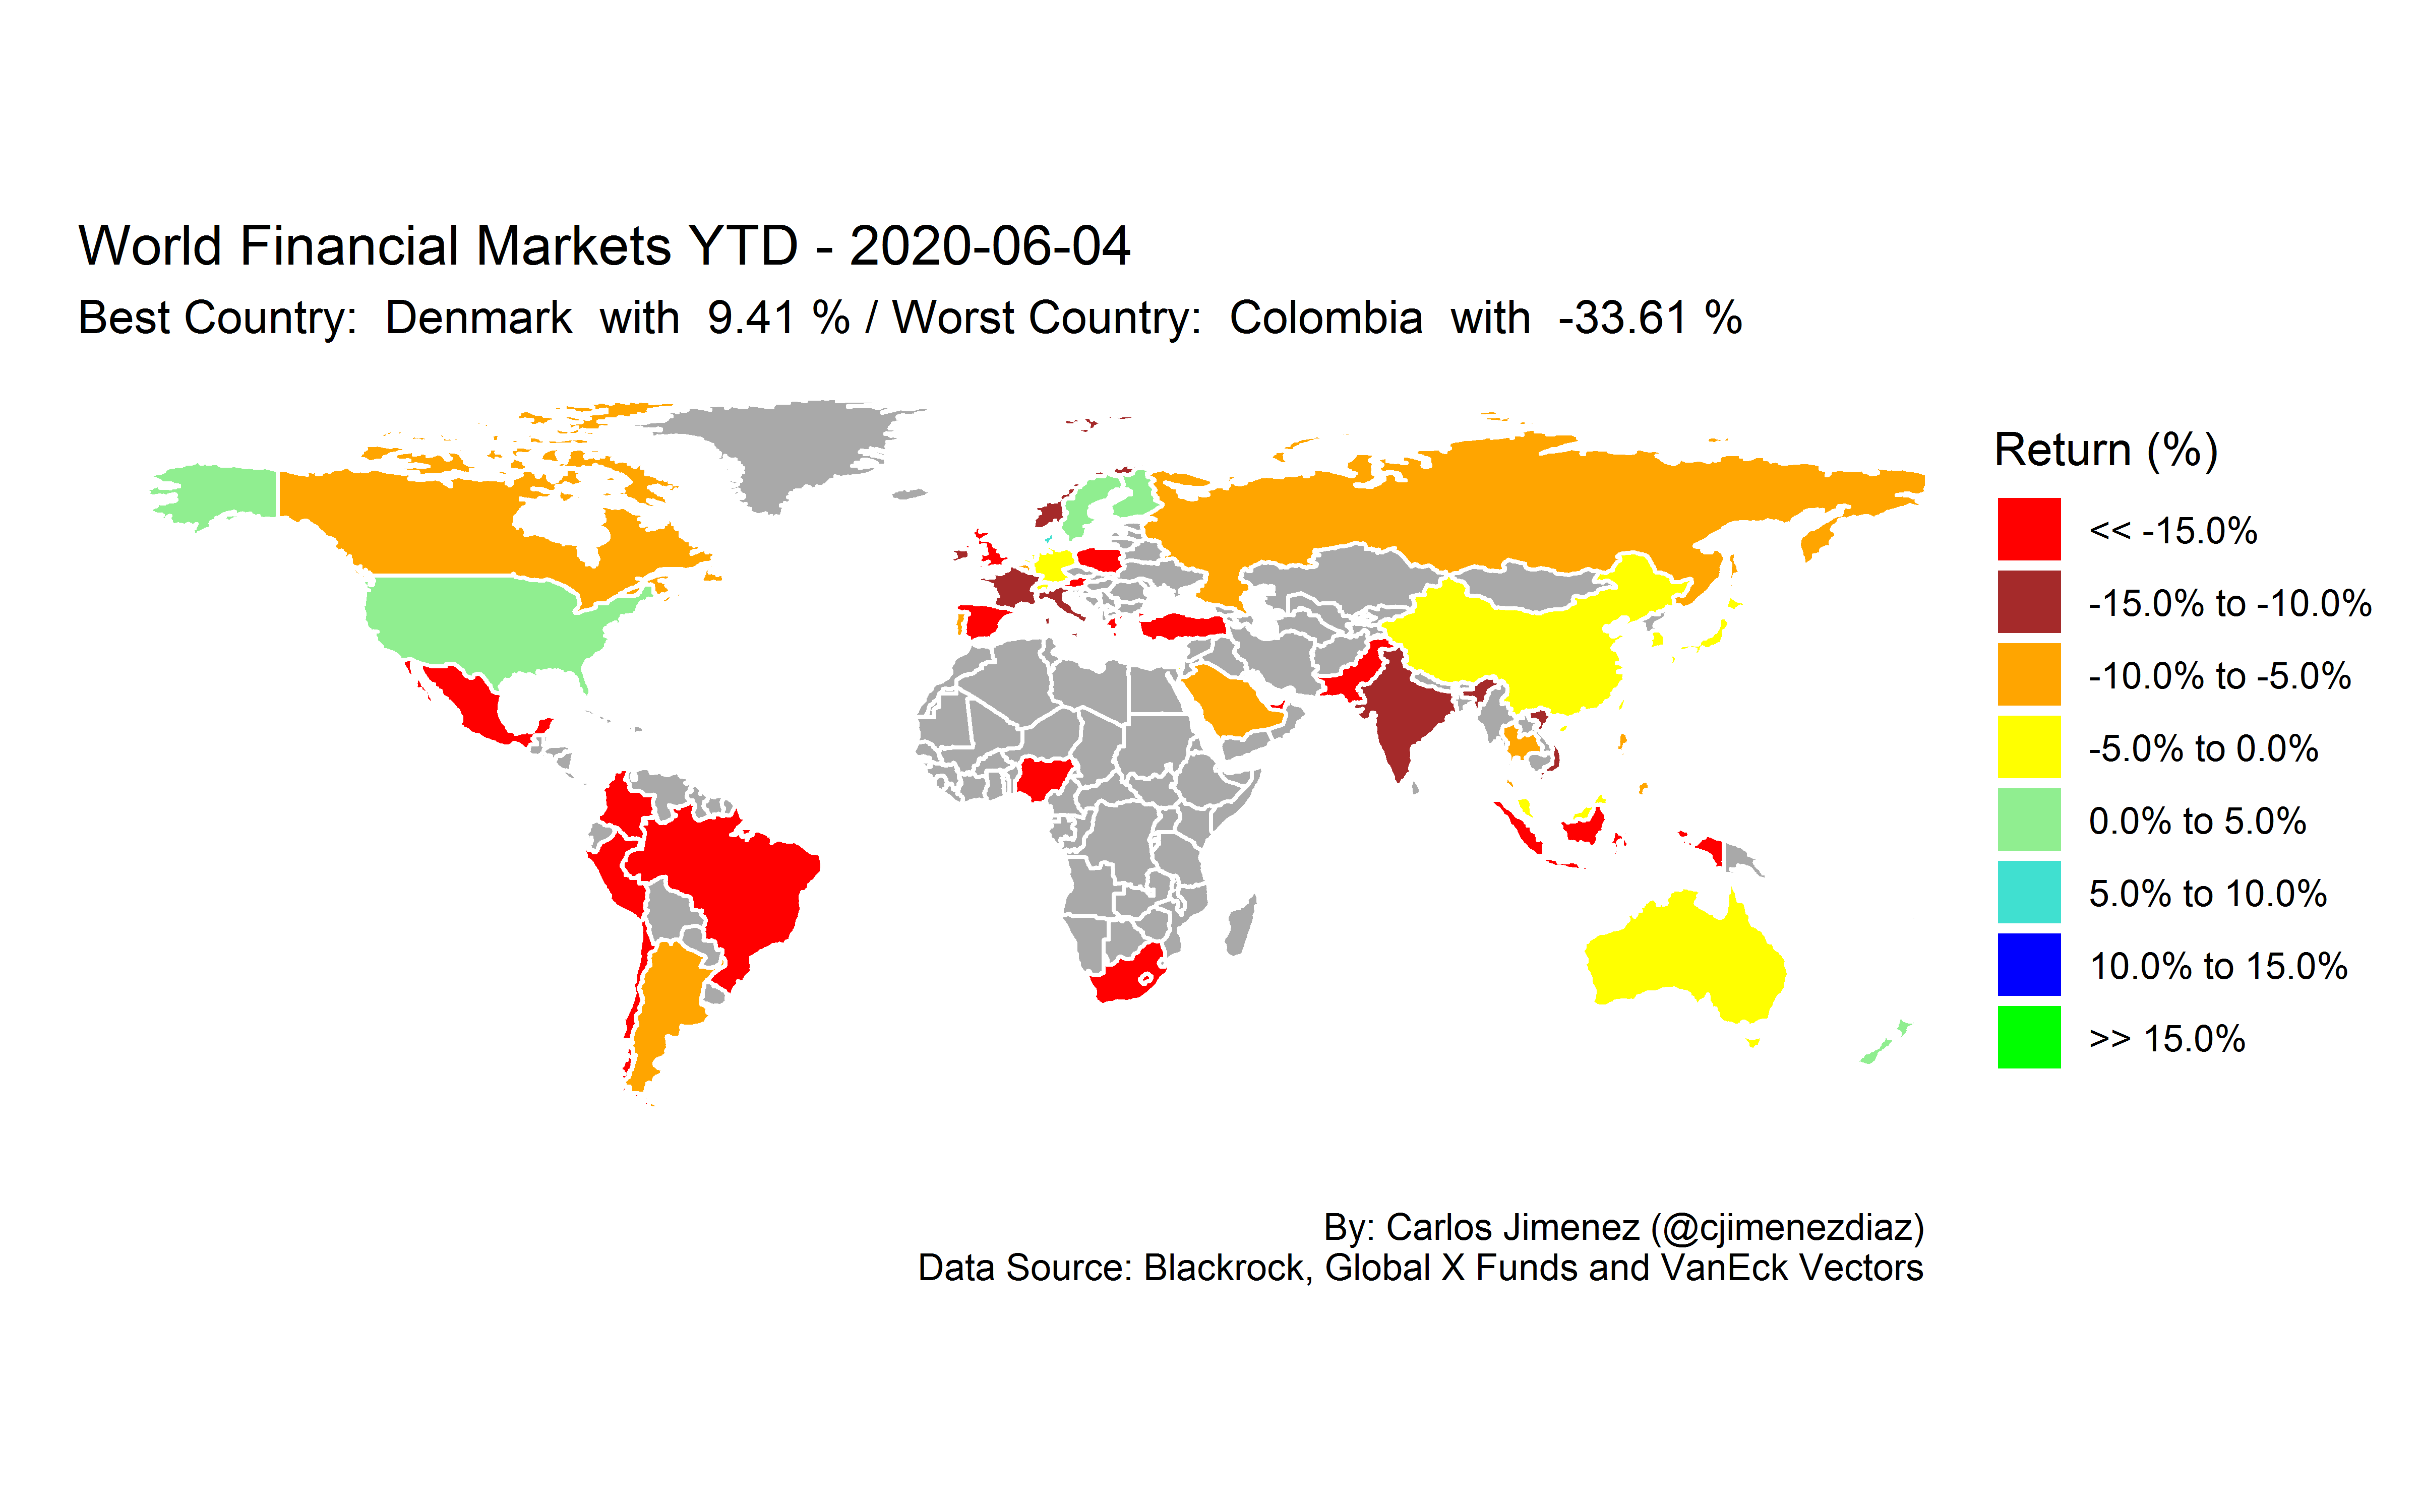 World Financial Markets YTD - 2020-06-04
Best Country:  Denmark  with  9.41 % / Worst Country:  Colombia  with  -33.61 %
Return (%)
<< -15.0%
-15.0% to -10.0%
-10.0% to -5.0%
-5.0% to 0.0%
0.0% to 5.0%
5.0% to 10.0%
10.0% to 15.0%
>> 15.0%
By: Carlos Jimenez (@cjimenezdiaz)
Data Source: Blackrock, Global X Funds and VanEck Vectors